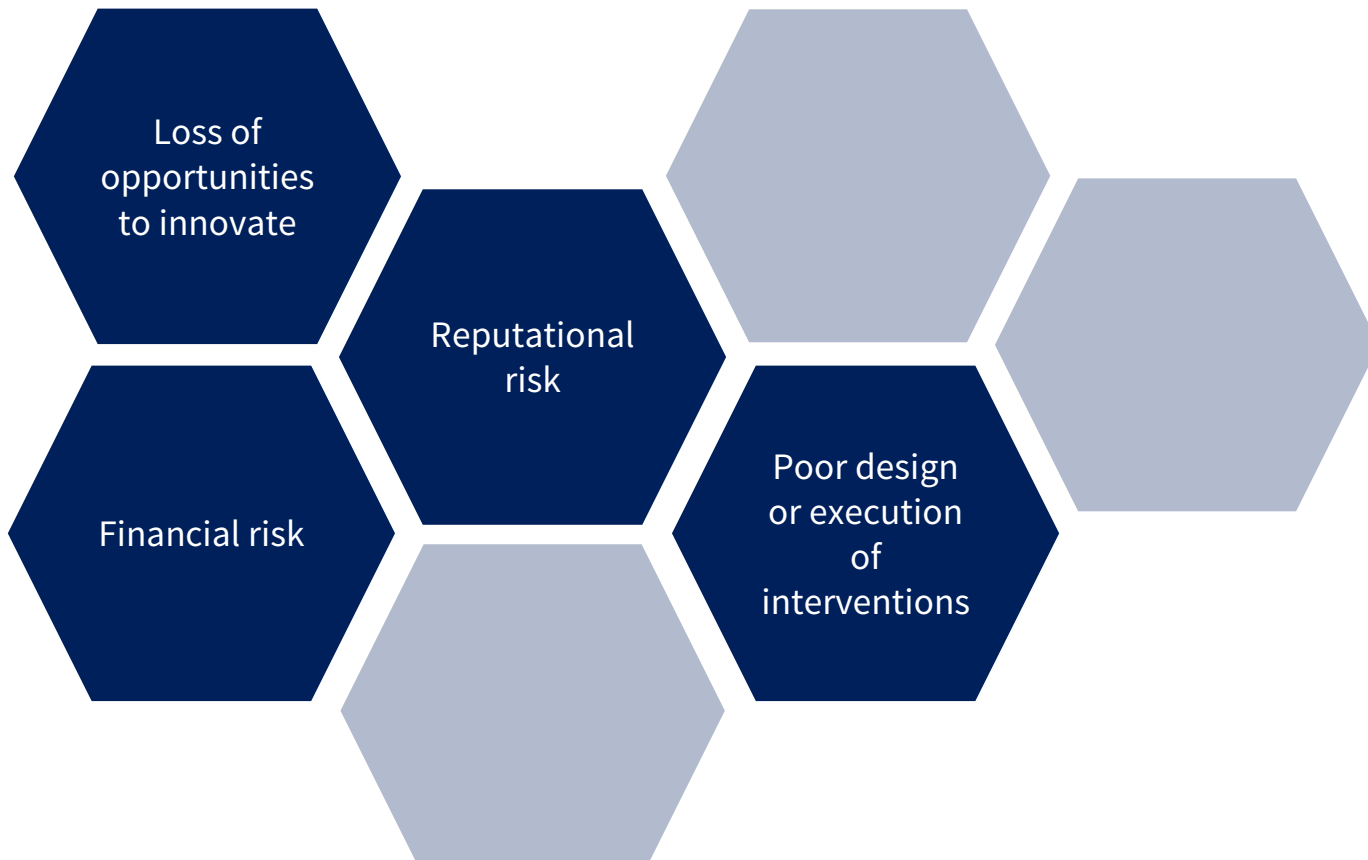 Loss of
opportunities
to innovate
Reputational
risk
Financial risk
Poor design
or execution
of
interventions